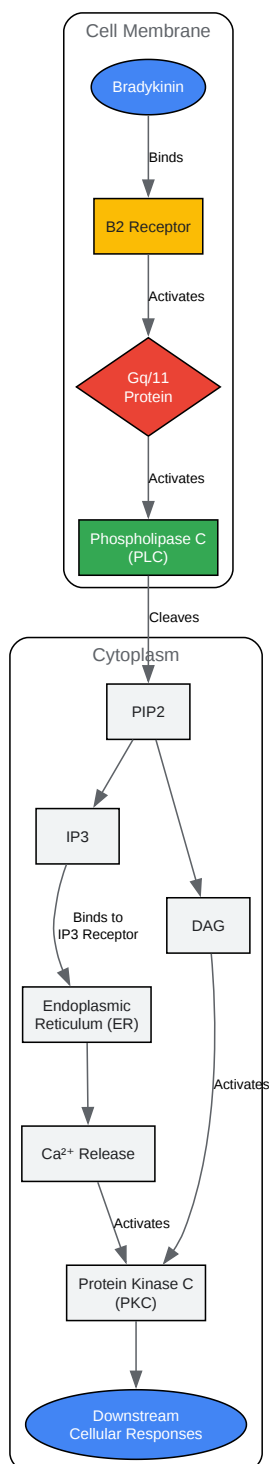 Cell Membrane
Bradykinin
Binds
B2 Receptor
Activates
Gq/11
Protein
Activates
Phospholipase C
(PLC)
Cleaves
Cytoplasm
PIP2
IP3
DAG
Binds to
IP3 Receptor
Endoplasmic
Reticulum (ER)
Activates
Ca²⁺ Release
Activates
Protein Kinase C
(PKC)
Downstream
Cellular Responses